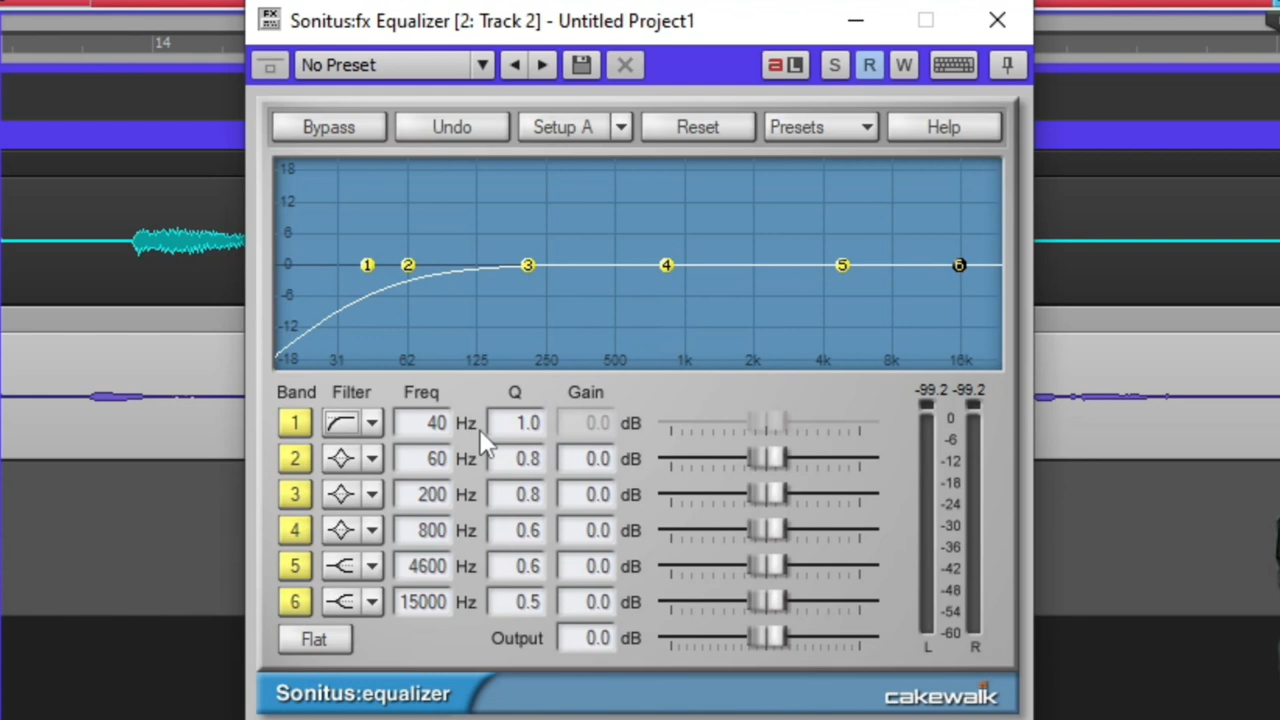 FX Sonitus:fx Equalizer [2: Track 2] - Untitled Project1
14
No Preset
a L S R W
Bypass Undo Setup A Reset Presets Help
18
12
6
0
-6
-12
-18
1 2 3 4 5 6
31 62 125 250 500 1k 2k 4k 8k 16k
Band Filter Freq Q Gain
1 40 Hz 1.0 0.0 dB
2 60 Hz 0.8 0.0 dB
3 200 Hz 0.8 0.0 dB
4 800 Hz 0.6 0.0 dB
5 4600 Hz 0.6 0.0 dB
6 15000 Hz 0.5 0.0 dB
Flat Output 0.0 dB
-99.2 -99.2
0
-6
-12
-18
-24
-30
-36
-42
-48
-54
-60
L R
Sonitus:equalizer
cakewalk